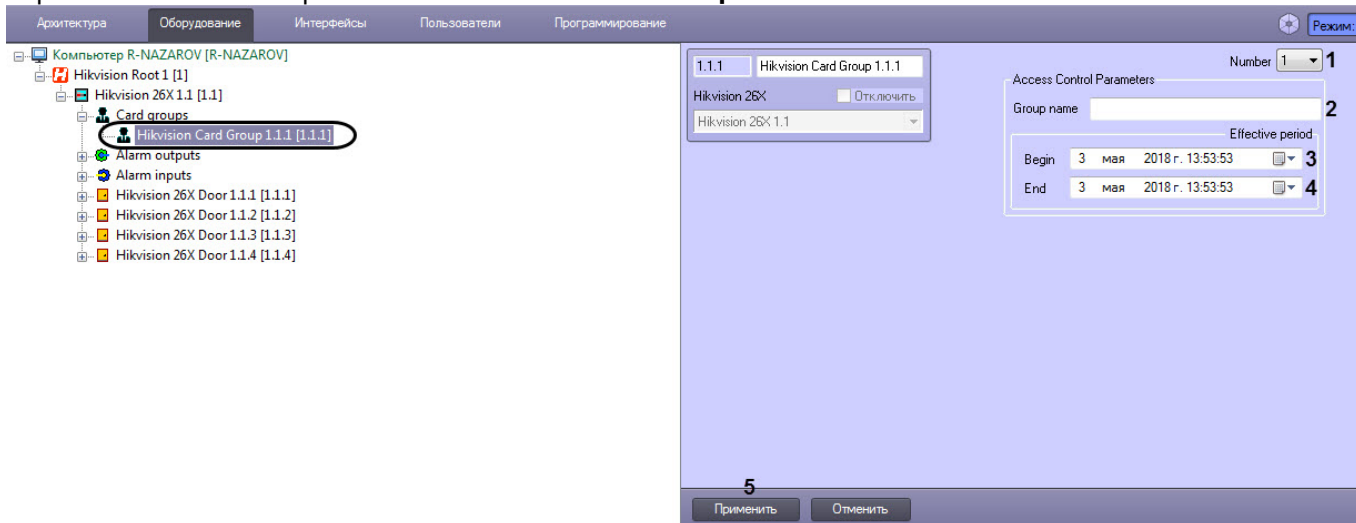 Архитектура Оборудование Интерфейсы Пользователи Программирование Режим:
Компьютер R-NAZAROV [R-NAZAROV]
Hikvision Root 1 [1]
Hikvision 26X 1.1 [1.1]
Card groups
Hikvision Card Group 1.1.1 [1.1.1]
Alarm outputs
Alarm inputs
Hikvision 26X Door 1.1.1 [1.1.1]
Hikvision 26X Door 1.1.2 [1.1.2]
Hikvision 26X Door 1.1.3 [1.1.3]
Hikvision 26X Door 1.1.4 [1.1.4]
1.1.1 Hikvision Card Group 1.1.1
Hikvision 26X Отключить
Hikvision 26X 1.1
Number 1 1
Access Control Parameters
Group name 2
Effective period
Begin 3 мая 2018 г. 13:53:53 3
End 3 мая 2018 г. 13:53:53 4
5
Применить Отменить